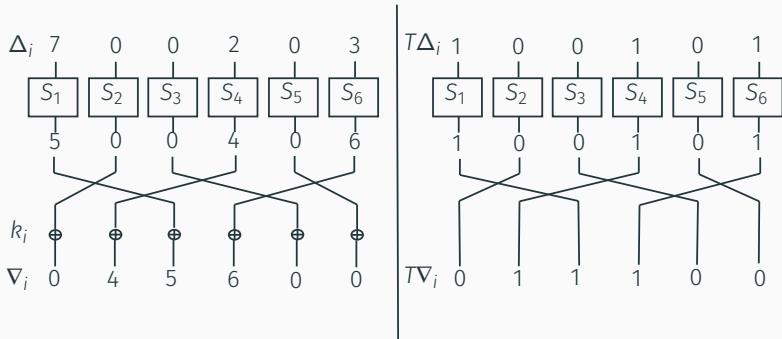 Δi 7 0 0 2 0 3
S1 S2 S3 S4 S5 S6
5 0 0 4 0 6
ki ⊕ ⊕ ⊕ ⊕ ⊕ ⊕
∇i 0 4 5 6 0 0
TΔi 1 0 0 1 0 1
S1 S2 S3 S4 S5 S6
1 0 0 1 0 1
T∇i 0 1 1 1 0 0